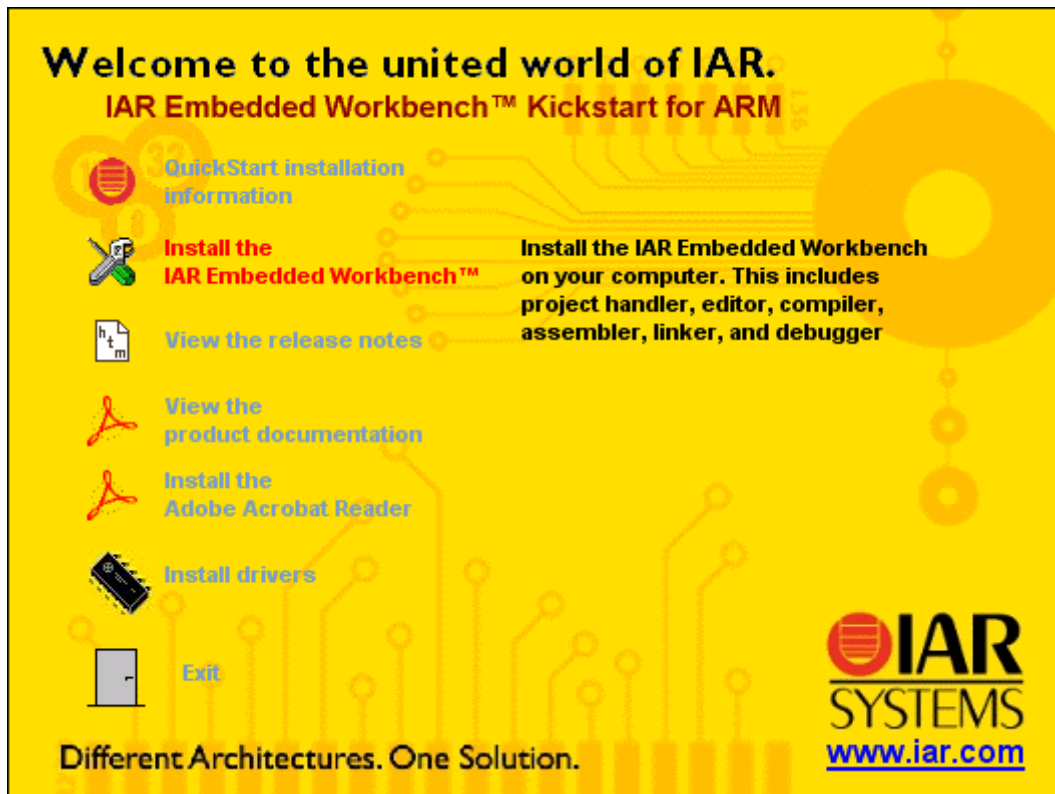 Welcome to the united world of IAR.
IAR Embedded Workbench™ Kickstart for ARM
QuickStart installation
information
Install the
IAR Embedded Workbench™
Install the IAR Embedded Workbench
on your computer. This includes
project handler, editor, compiler,
assembler, linker, and debugger
htm
View the release notes
View the
product documentation
Install the
Adobe Acrobat Reader
Install drivers
Exit
IAR
SYSTEMS
www.iar.com
Different Architectures. One Solution.